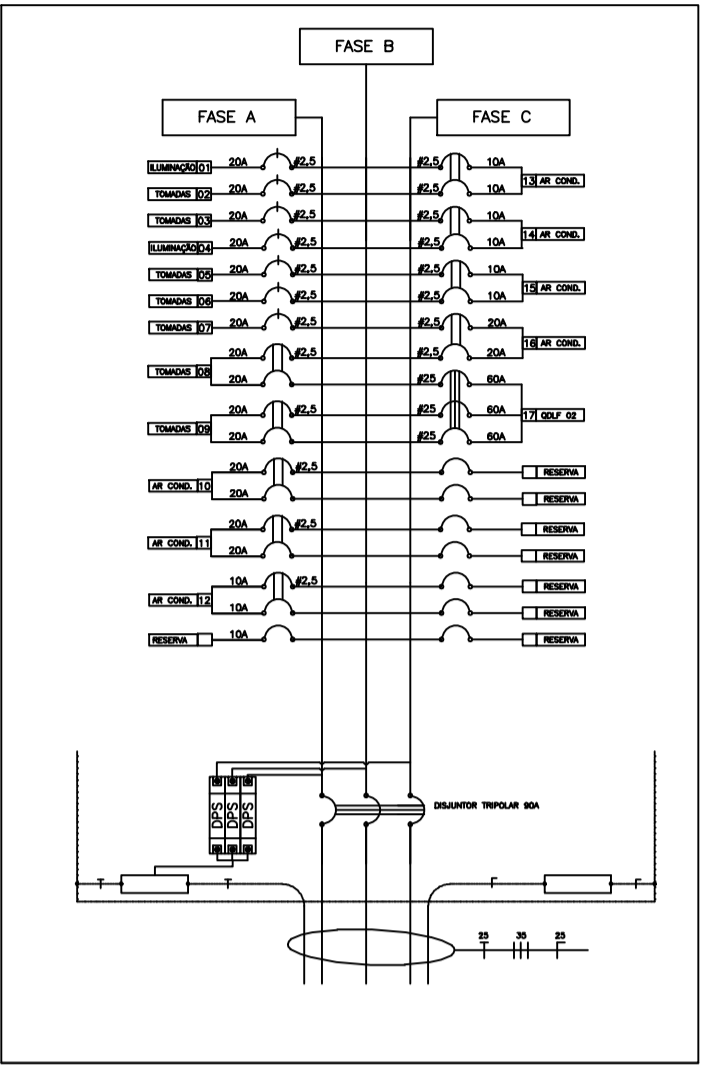 FASE B
FASE A
FASE C
ILUMINAÇÃO 01 20A #2,5 #2,5 10A
13 AR COND.
TOMADAS 02 20A #2,5 #2,5 10A
TOMADAS 03 20A #2,5 #2,5 10A
14 AR COND.
ILUMINAÇÃO 04 20A #2,5 #2,5 10A
TOMADAS 05 20A #2,5 #2,5 10A
15 AR COND.
TOMADAS 06 20A #2,5 #2,5 10A
TOMADAS 07 20A #2,5 #2,5 20A
16 AR COND.
20A #2,5 #2,5 20A
TOMADAS 08
20A #25 60A
20A #2,5 #25 60A
17 QDLF 02
TOMADAS 09
20A #25 60A
20A #2,5 RESERVA
AR COND. 10
20A RESERVA
20A #2,5 RESERVA
AR COND. 11
20A RESERVA
10A #2,5 RESERVA
AR COND. 12
10A RESERVA
RESERVA 10A RESERVA
DISJUNTOR TRIPOLAR 90A
DPS DPS DPS
25 35 25